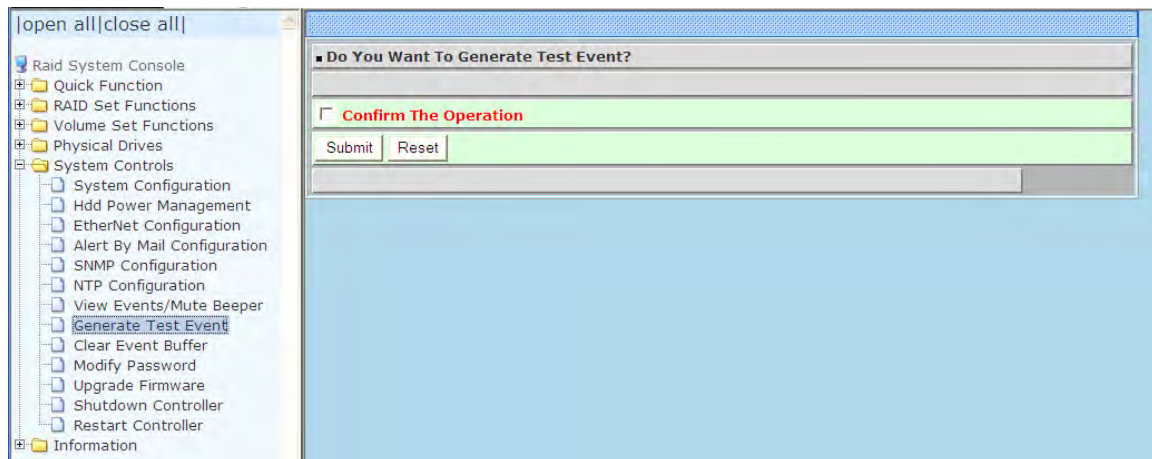 |open all|close all|
Raid System Console
Quick Function
RAID Set Functions
Volume Set Functions
Physical Drives
System Controls
System Configuration
Hdd Power Management
EtherNet Configuration
Alert By Mail Configuration
SNMP Configuration
NTP Configuration
View Events/Mute Beeper
Generate Test Event
Clear Event Buffer
Modify Password
Upgrade Firmware
Shutdown Controller
Restart Controller
Information
Do You Want To Generate Test Event?
Confirm The Operation
Submit Reset